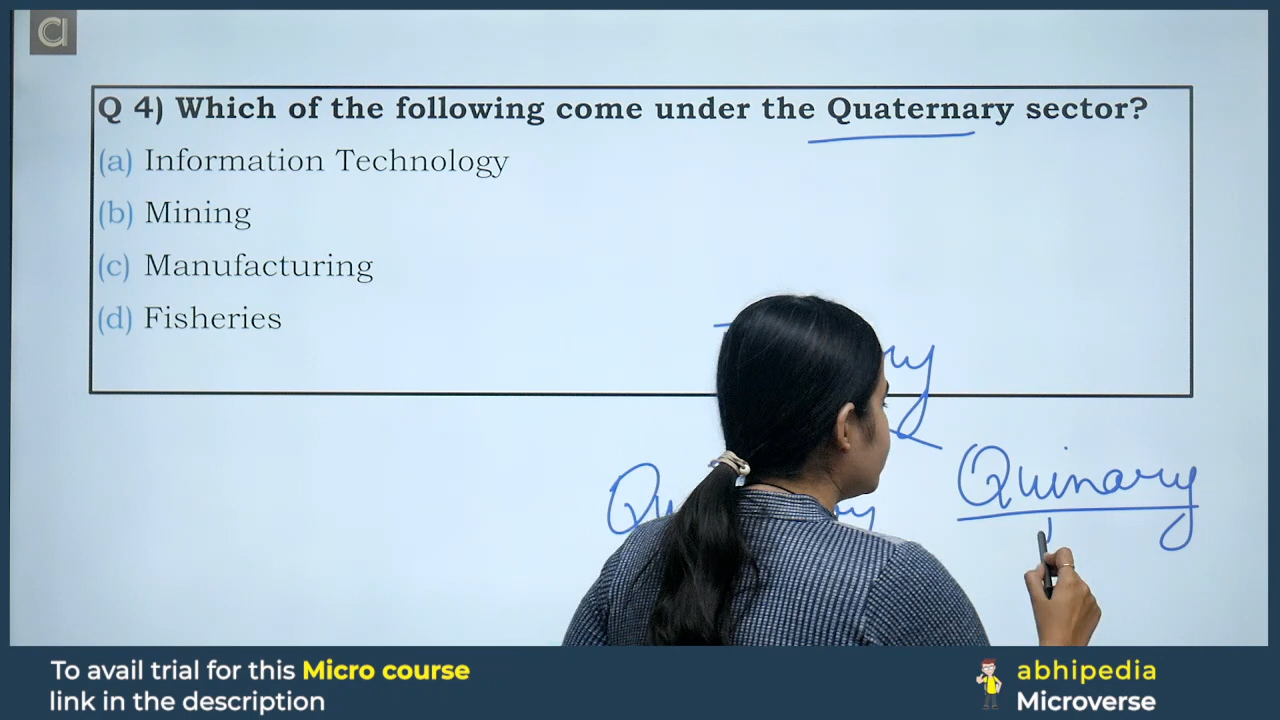 Q 4) Which of the following come under the Quaternary sector?
(a) Information Technology
(b) Mining
(c) Manufacturing
(d) Fisheries
Quinary
To avail trial for this Micro course
link in the description
abhipedia
Microverse